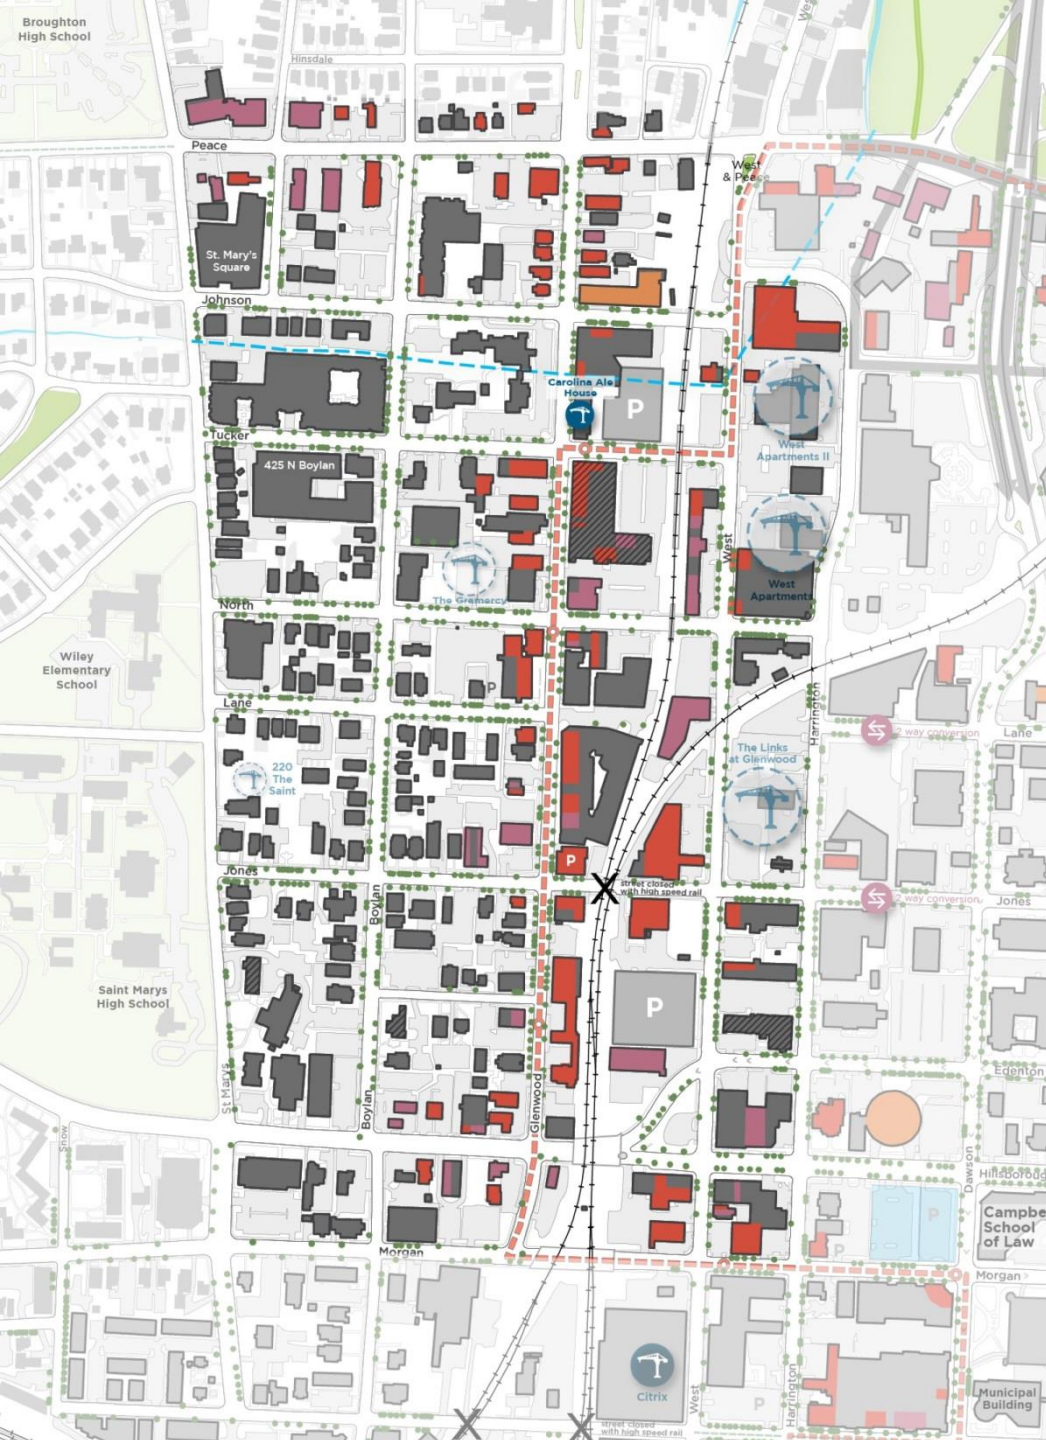 Broughton
High School
Hinsdale
West
Peace
West
& Peace
St. Mary's
Square
Johnson
Carolina Ale
House
P
Tucker
West
Apartments II
425 N Boylan
West
The Gramercy
West
Apartments
North
Wiley
Elementary
School
P
Lane
Harrington
2 way conversion
Lane
The Links
at Glenwood
220
The
Saint
P
Jones
street closed
with high speed rail
2 way conversion
Jones
Boylan
Saint Marys
High School
P
St Marys
Boylan
Glenwood
Edenton
Snow
Dawson
Hillsboroug
P
Campbe
School
of Law
P
Morgan
Morgan >
Citrix
West
Harrington
P
Municipal
Building
street closed
with high speed rail